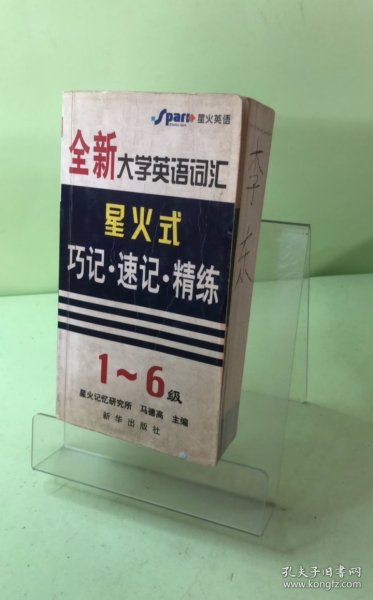 Spark 星火英语
全新大学英语词汇
星火式
巧记·速记·精练
1~6级
星火记忆研究所 马德高 主编
新华出版社
孔夫子旧书网
www.kongfz.com